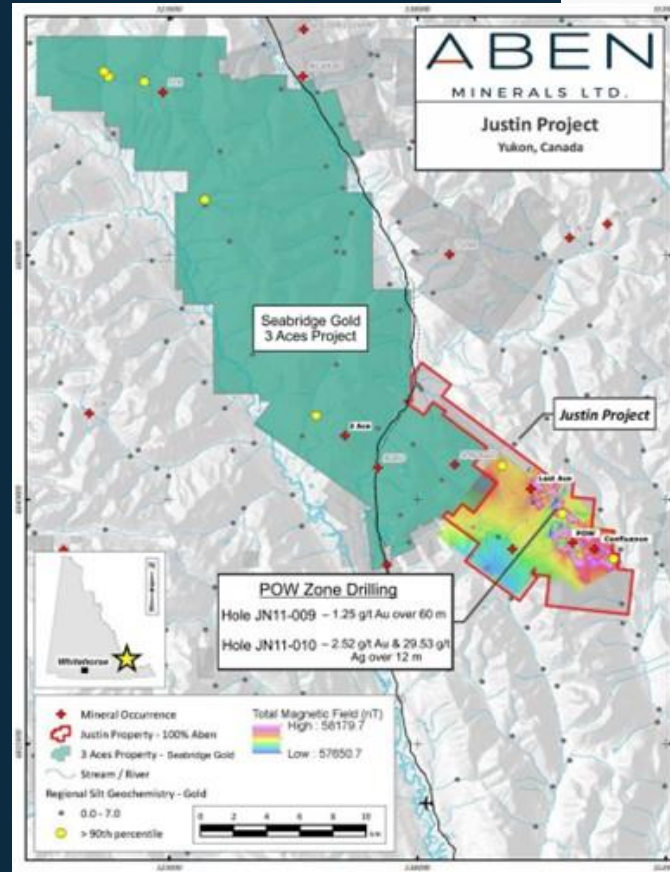 ABEN
MINERALS LTD.
Justin Project
Yukon, Canada
Seabridge Gold
3 Aces Project
3 Ace
Justin Project
Lost Ace
POW
Confluence
POW Zone Drilling
Hole JN11-009 – 1.25 g/t Au over 60 m
Hole JN11-010 – 2.52 g/t Au & 29.53 g/t
Ag over 12 m
Whitehorse
Mineral Occurrence
Justin Property - 100% Aben
3 Aces Property - Seabridge Gold
Stream / River
Regional Silt Geochemistry - Gold
0.0 - 7.0
> 90th percentile
Total Magnetic Field (nT)
High : 58179.7
Low : 57650.7
0 2 4 6 8 10
km